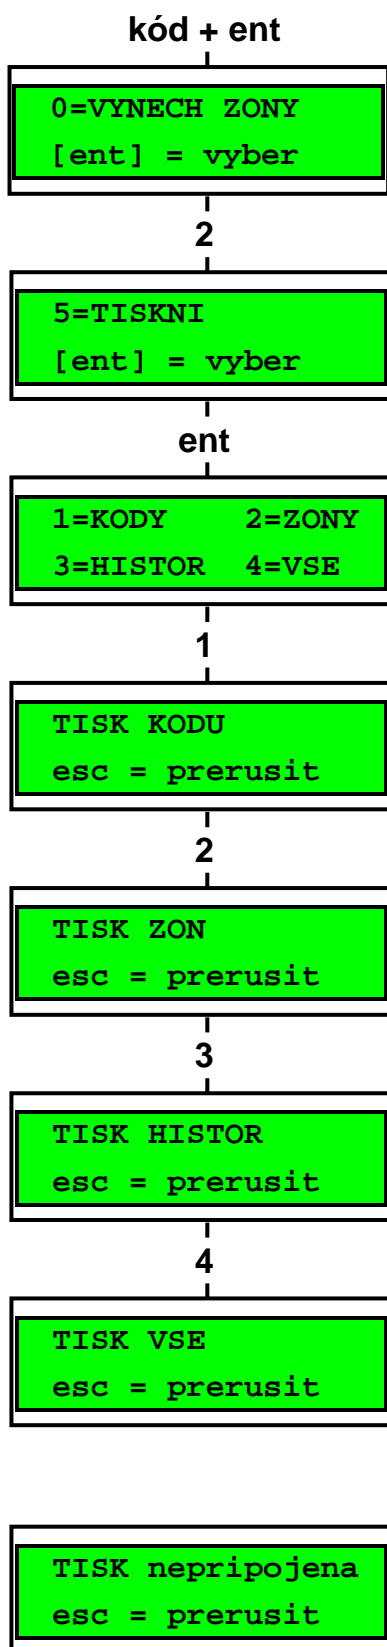 kód + ent
0=VYNECH ZONY
[ent] = vyber
2
5=TISKNI
[ent] = vyber
ent
1=KODY 2=ZONY
3=HISTOR 4=VSE
1
TISK KODU
esc = prerusit
2
TISK ZON
esc = prerusit
3
TISK HISTOR
esc = prerusit
4
TISK VSE
esc = prerusit
TISK nepripojena
esc = prerusit